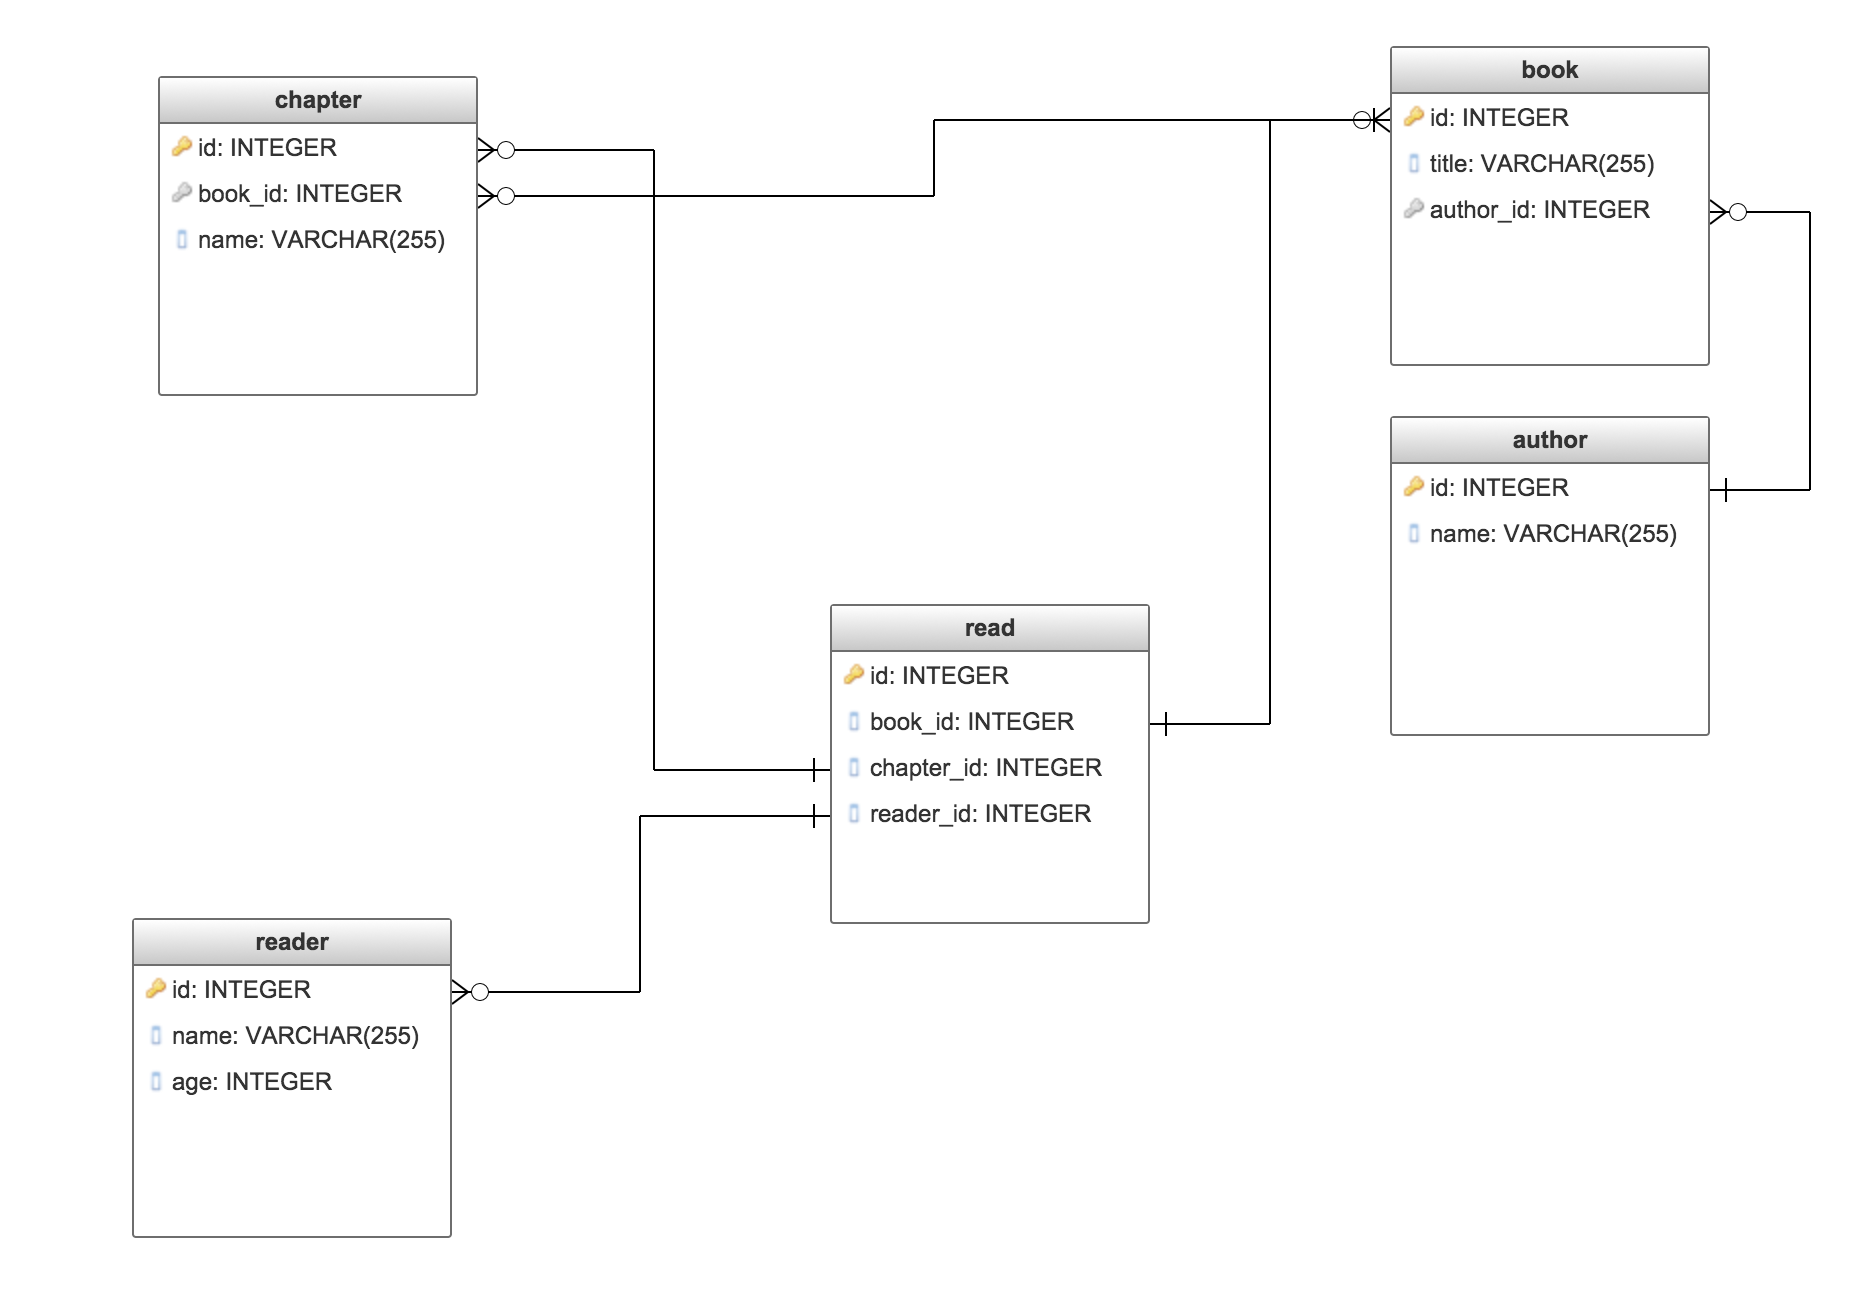 chapter
id: INTEGER
book_id: INTEGER
name: VARCHAR(255)
book
id: INTEGER
title: VARCHAR(255)
author_id: INTEGER
author
id: INTEGER
name: VARCHAR(255)
read
id: INTEGER
book_id: INTEGER
chapter_id: INTEGER
reader_id: INTEGER
reader
id: INTEGER
name: VARCHAR(255)
age: INTEGER